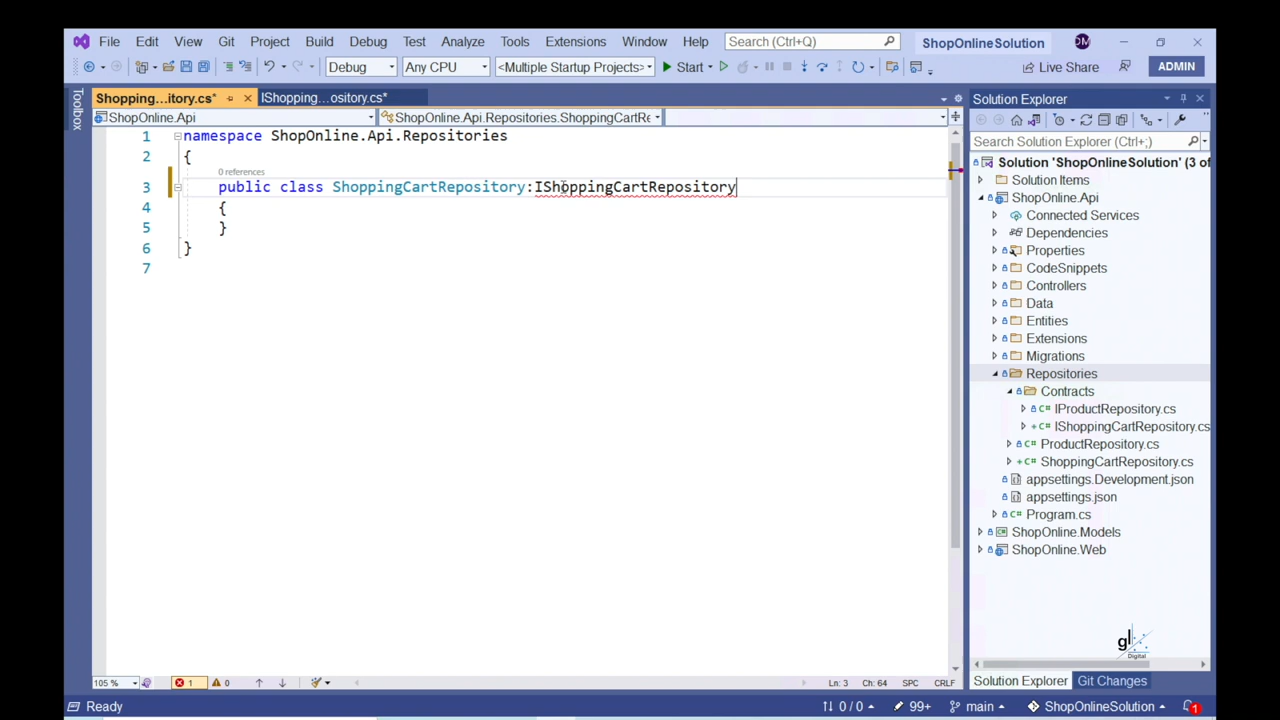 File Edit View Git Project Build Debug Test Analyze Tools Extensions Window Help Search (Ctrl+Q) ShopOnlineSolution DM
Debug Any CPU <Multiple Startup Projects> Start Live Share ADMIN
Toolbox
Shopping...itory.cs* IShopping...ository.cs*
ShopOnline.Api ShopOnline.Api.Repositories.ShoppingCartRe
1 namespace ShopOnline.Api.Repositories
2 {
0 references
3 public class ShoppingCartRepository:IShoppingCartRepository
4 {
5 }
6 }
7
105 % 1 0 Ln: 3 Ch: 64 SPC CRLF
Solution Explorer
Search Solution Explorer (Ctrl+;)
Solution 'ShopOnlineSolution' (3 of
Solution Items
ShopOnline.Api
Connected Services
Dependencies
Properties
CodeSnippets
Controllers
Data
Entities
Extensions
Migrations
Repositories
Contracts
C# IProductRepository.cs
+ C# IShoppingCartRepository.cs
C# ProductRepository.cs
+ C# ShoppingCartRepository.cs
appsettings.Development.json
appsettings.json
C# Program.cs
C# ShopOnline.Models
ShopOnline.Web
gl
Digital
Solution Explorer Git Changes
Ready 0 / 0 99+ main ShopOnlineSolution 1